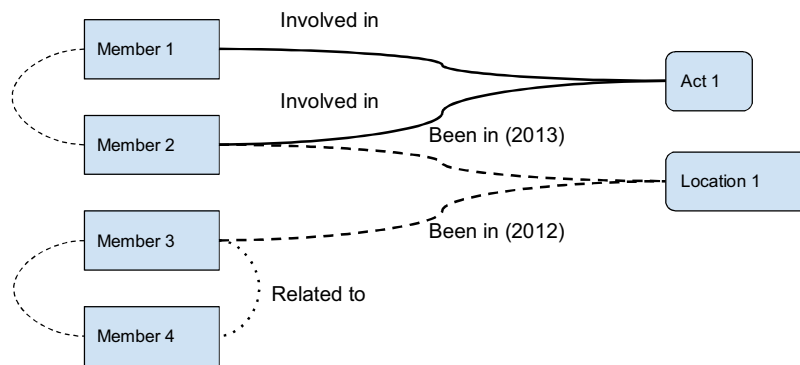 Involved in
Member 1
Act 1
Involved in
Member 2
Been in (2013)
Location 1
Member 3
Been in (2012)
Related to
Member 4